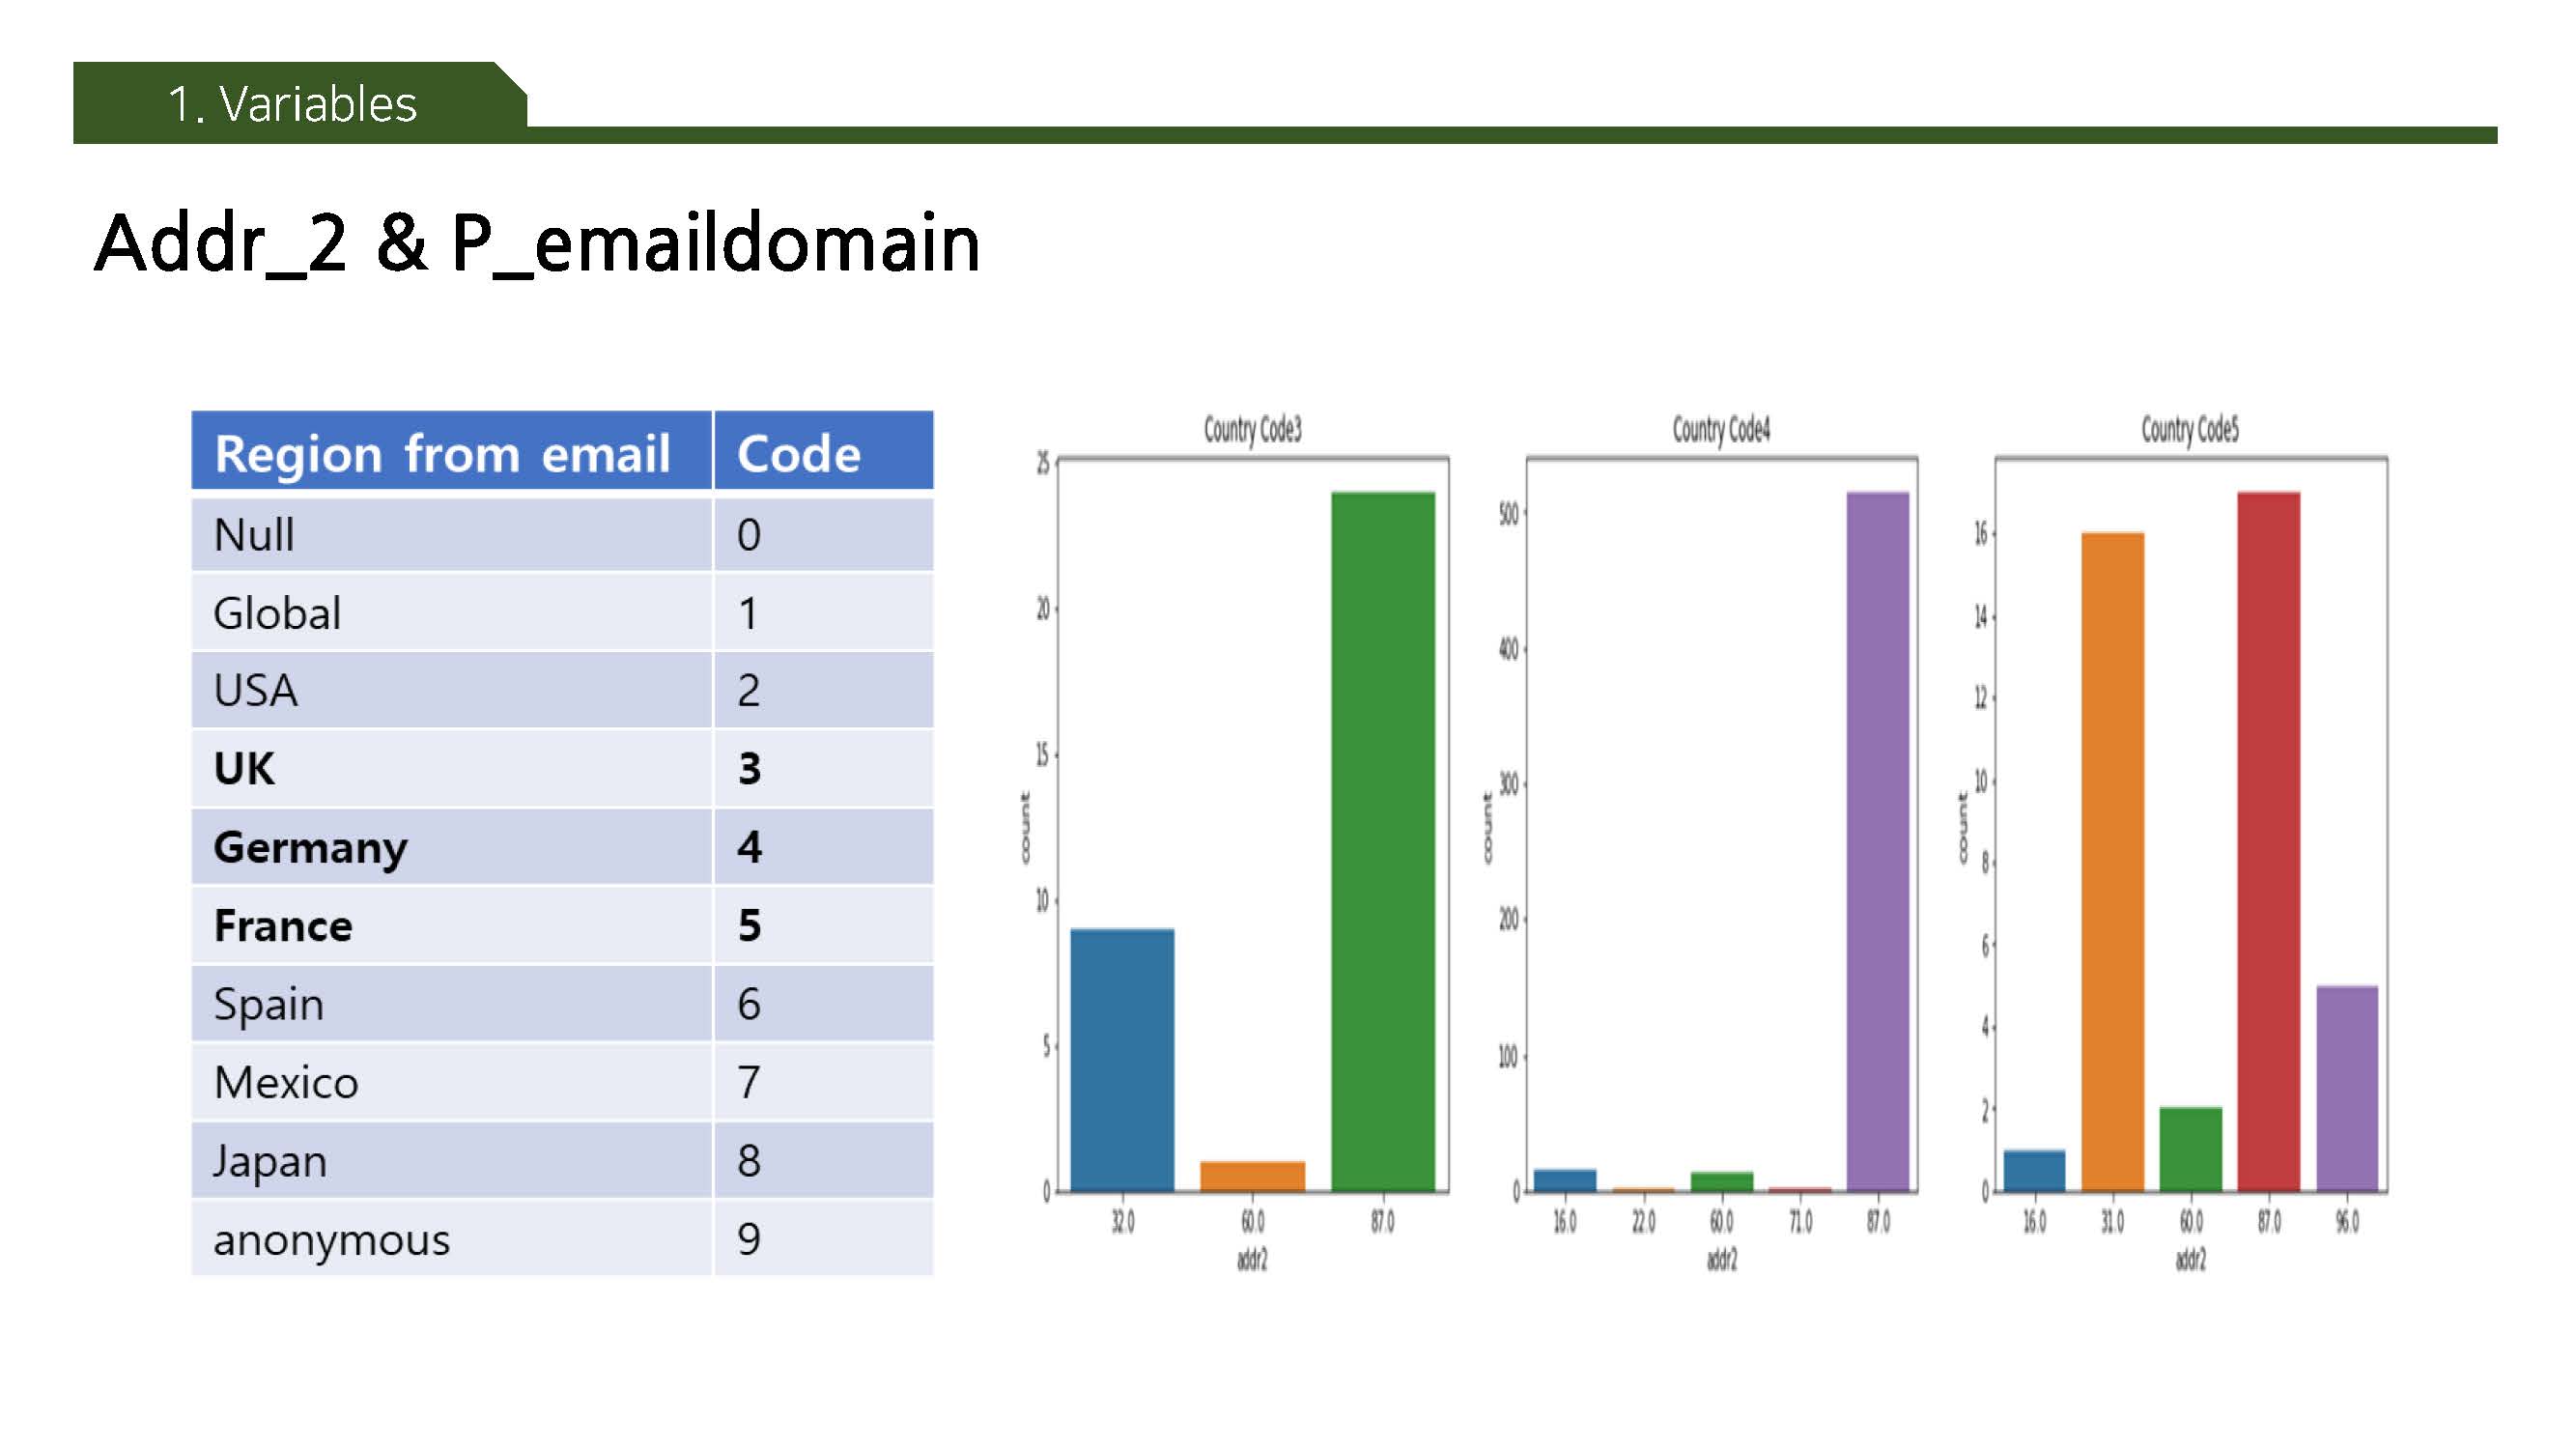 1. Variables
Addr_2 & P_emaildomain
Region from email Code
Null 0
Global 1
USA 2
UK 3
Germany 4
France 5
Spain 6
Mexico 7
Japan 8
anonymous 9
Country Code3
25
20
15
10
5
0
count
32.0 60.0 87.0
addr2
Country Code4
500
400
300
200
100
0
count
16.0 22.0 60.0 71.0 87.0
addr2
Country Code5
16
14
12
10
8
6
4
2
0
count
16.0 31.0 60.0 87.0 96.0
addr2